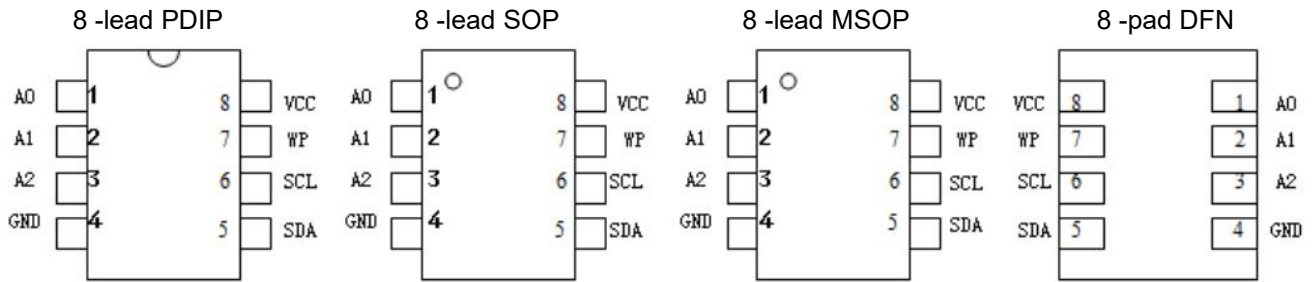 8 -lead PDIP 8 -lead SOP 8 -lead MSOP 8 -pad DFN
A0 1 8 VCC A0 1 8 VCC A0 1 8 VCC VCC 8 1 A0
A1 2 7 WP A1 2 7 WP A1 2 7 WP WP 7 2 A1
A2 3 6 SCL A2 3 6 SCL A2 3 6 SCL SCL 6 3 A2
GND 4 5 SDA GND 4 5 SDA GND 4 5 SDA SDA 5 4 GND